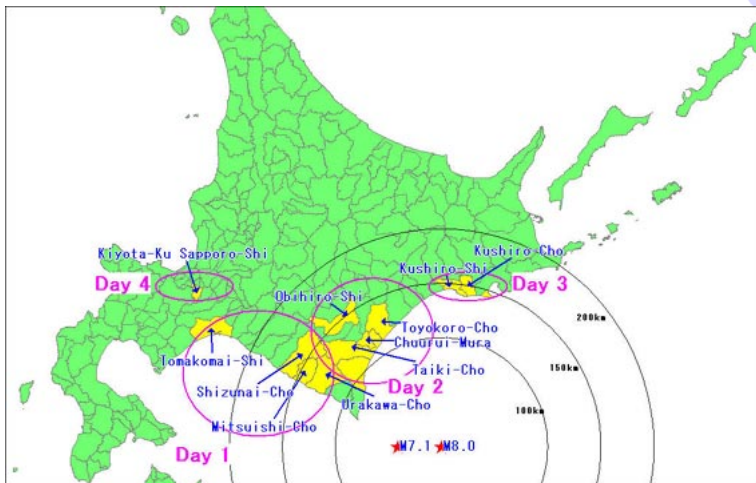 Kiyota-Ku Sapporo-Shi
Kushiro-Cho
Kushiro-Shi
Day 4
Day 3
Obihiro-Shi
200km
Toyokoro-Cho
Chuurui-Mura
Tomakomai-Shi
Taiki-Cho
150km
Shizunai-Cho
Day 2
Urakawa-Cho
100km
Mitsuishi-Cho
Day 1
M7.1
M8.0